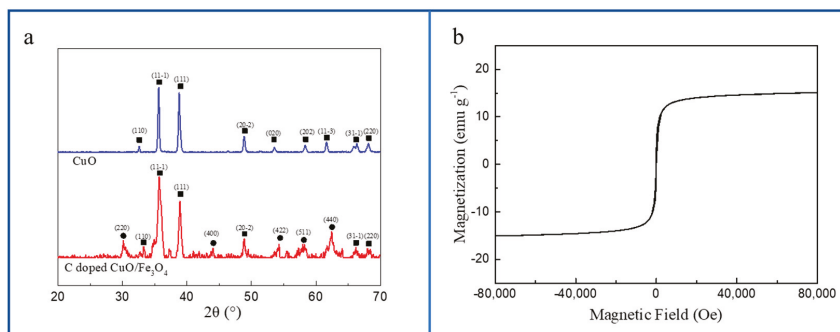 a
(11-1)
(111)
(110)
(20-2)
(020)
(202)
(11-3)
(31-1)
(220)
CuO
(11-1)
(111)
(220)
(110)
(400)
(20-2)
(422)
(511)
(440)
(31-1)
(220)
C doped CuO/Fe₃O₄
20 30 40 50 60 70
2θ (°)
b
Magnetization (emu g⁻¹)
20
10
0
-10
-20
-80,000 -40,000 0 40,000 80,000
Magnetic Field (Oe)